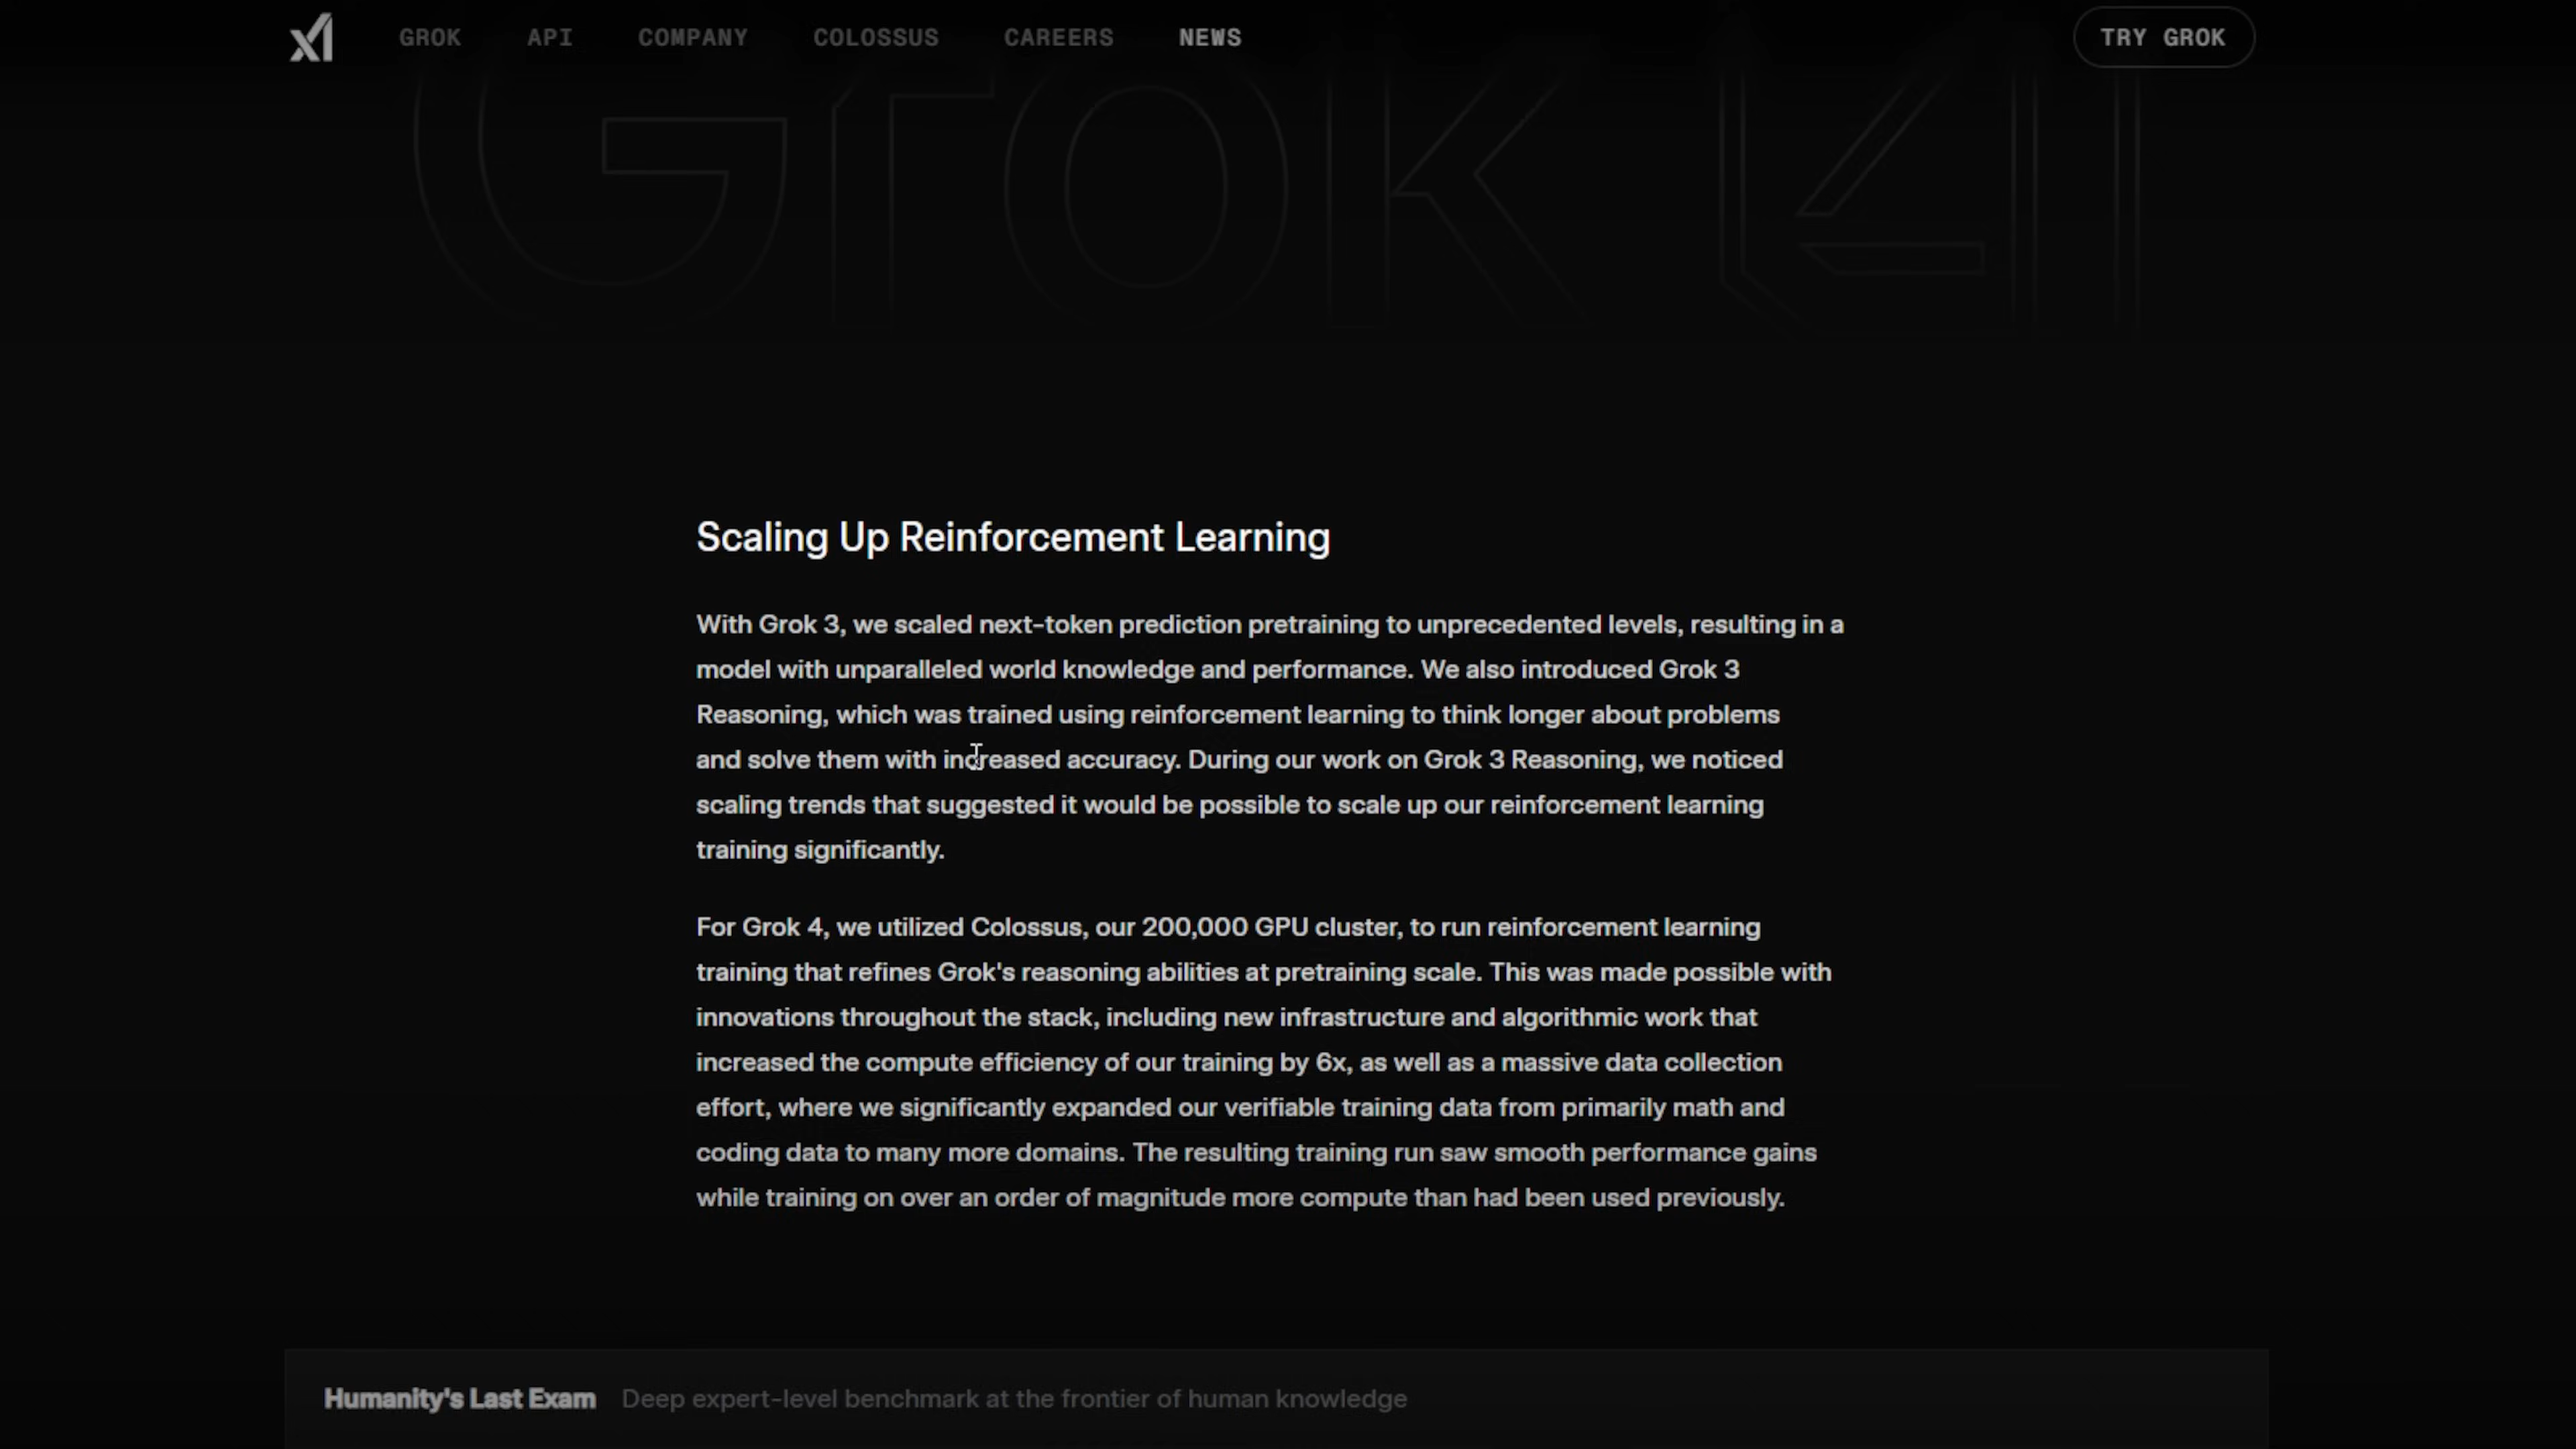 xAI GROK API COMPANY COLOSSUS CAREERS NEWS TRY GROK
Grok 4
Scaling Up Reinforcement Learning
With Grok 3, we scaled next-token prediction pretraining to unprecedented levels, resulting in a
model with unparalleled world knowledge and performance. We also introduced Grok 3
Reasoning, which was trained using reinforcement learning to think longer about problems
and solve them with increased accuracy. During our work on Grok 3 Reasoning, we noticed
scaling trends that suggested it would be possible to scale up our reinforcement learning
training significantly.
For Grok 4, we utilized Colossus, our 200,000 GPU cluster, to run reinforcement learning
training that refines Grok's reasoning abilities at pretraining scale. This was made possible with
innovations throughout the stack, including new infrastructure and algorithmic work that
increased the compute efficiency of our training by 6x, as well as a massive data collection
effort, where we significantly expanded our verifiable training data from primarily math and
coding data to many more domains. The resulting training run saw smooth performance gains
while training on over an order of magnitude more compute than had been used previously.
Humanity's Last Exam Deep expert-level benchmark at the frontier of human knowledge